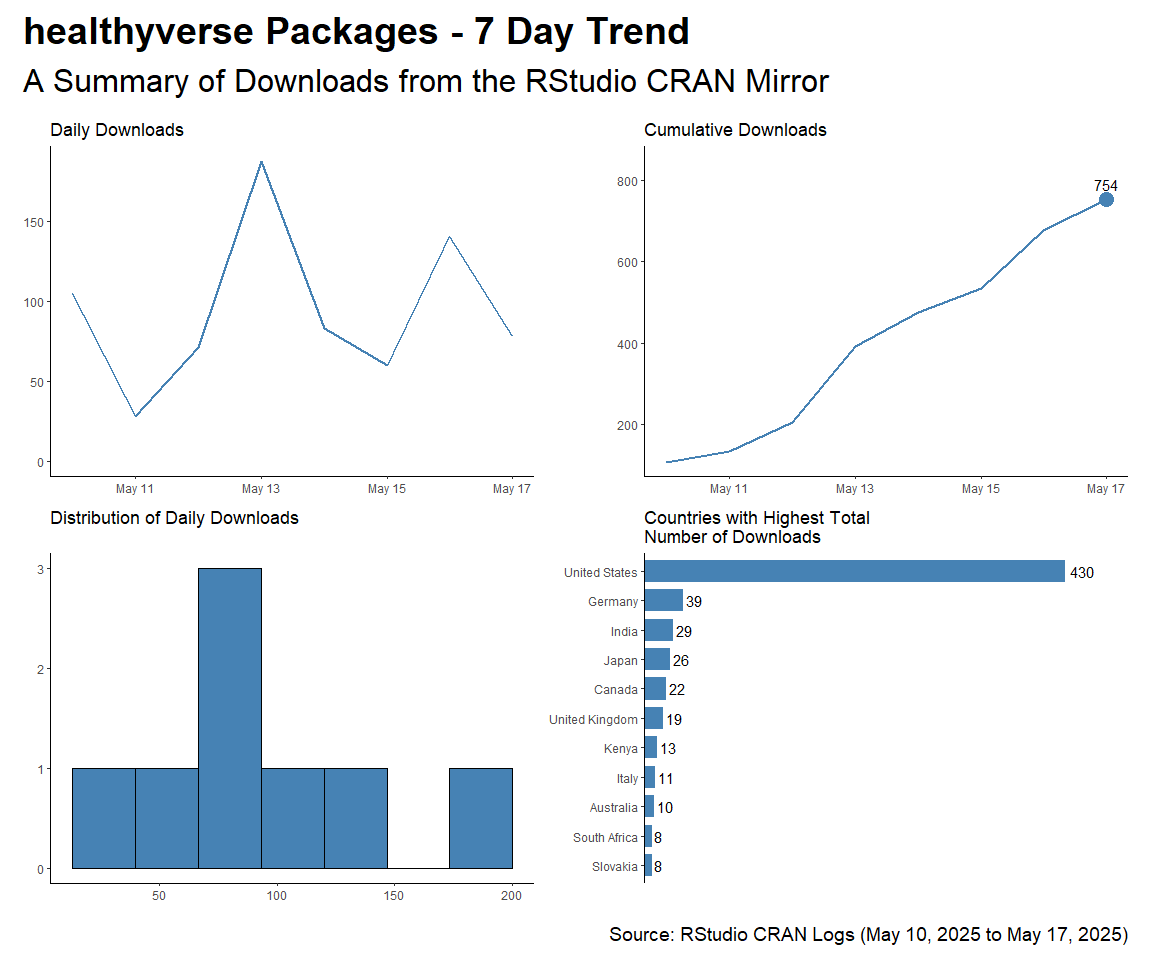 healthyverse Packages - 7 Day Trend
A Summary of Downloads from the RStudio CRAN Mirror
Daily Downloads
150
100
50
0
May 11
May 13
May 15
May 17
Cumulative Downloads
800
600
400
200
754
May 11
May 13
May 15
May 17
Distribution of Daily Downloads
3
2
1
0
50
100
150
200
Countries with Highest Total
Number of Downloads
United States 430
Germany 39
India 29
Japan 26
Canada 22
United Kingdom 19
Kenya 13
Italy 11
Australia 10
South Africa 8
Slovakia 8
Source: RStudio CRAN Logs (May 10, 2025 to May 17, 2025)